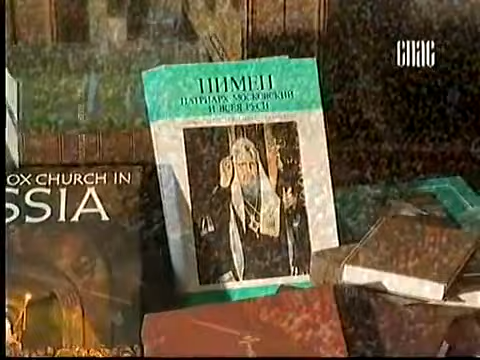 СПАС
ПИМЕН
ПАТРИАРХ МОСКОВСКИЙ
И ВСЕЯ РУСИ
OX CHURCH IN
SSIA